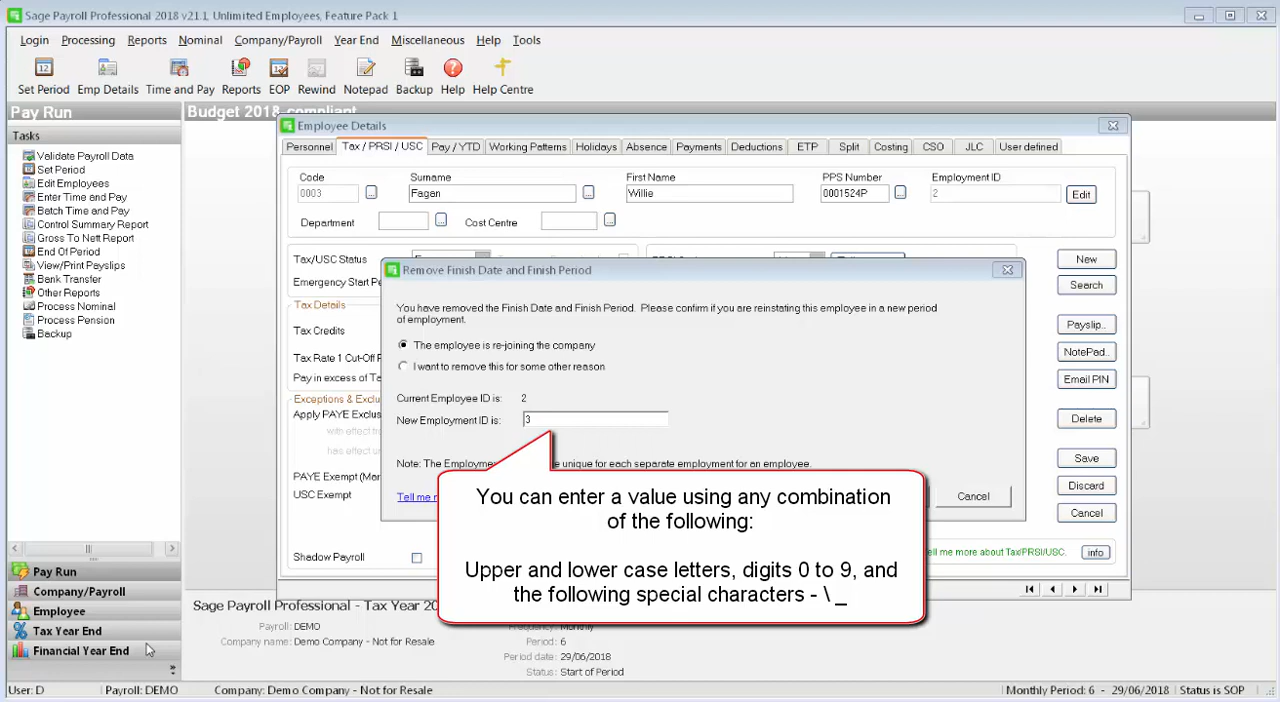 Sage Payroll Professional 2018 v21.1, Unlimited Employees, Feature Pack 1
Login Processing Reports Nominal Company/Payroll Year End Miscellaneous Help Tools
Set Period Emp Details Time and Pay Reports EOP Rewind Notepad Backup Help Help Centre
Pay Run
Budget 2018 compliant
Tasks
Validate Payroll Data
Set Period
Edit Employees
Enter Time and Pay
Batch Time and Pay
Control Summary Report
Gross To Nett Report
End Of Period
View/Print Payslips
Bank Transfer
Other Reports
Process Nominal
Process Pension
Backup
Pay Run
Company/Payroll
Employee
Tax Year End
Financial Year End
Employee Details
Personnel Tax / PRSI / USC Pay / YTD Working Patterns Holidays Absence Payments Deductions ETP Split Costing CSO JLC User defined
Code Surname First Name PPS Number Employment ID
0003 Fagan Willie 0001524P 2 Edit
Department Cost Centre
Tax/USC Status
Emergency Start
Tax Details
Tax Credits
Tax Rate 1 Cut-Off
Pay in excess of
Exceptions &
Apply PAYE
with effect
has effect
PAYE Exempt
USC Exempt
Shadow Payroll
New
Search
Payslip..
NotePad..
Email PIN
Delete
Save
Discard
Cancel
tell me more about Tax/PRSI/USC. info
Remove Finish Date and Finish Period
You have removed the Finish Date and Finish Period. Please confirm if you are reinstating this employee in a new period
of employment.
The employee is re-joining the company
I want to remove this for some other reason
Current Employee ID is: 2
New Employment ID is: 3
Note: The unique for each separate employment for an employee.
Tell me
Cancel
You can enter a value using any combination
of the following:
Upper and lower case letters, digits 0 to 9, and
the following special characters - \ _
Sage Payroll Professional - Tax Year
Payroll: DEMO
Company name: Demo Company - Not for Resale
Frequency: Monthly
Period: 6
Period date: 29/06/2018
Status: Start of Period
User: D Payroll: DEMO Company: Demo Company - Not for Resale Monthly Period: 6 - 29/06/2018 Status is SOP